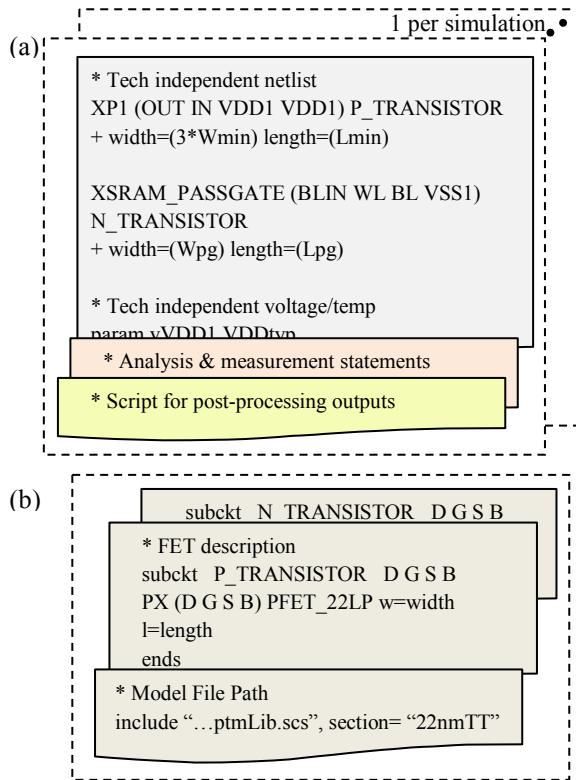 1 per simulation
(a)
* Tech independent netlist
XP1 (OUT IN VDD1 VDD1) P_TRANSISTOR
+ width=(3*Wmin) length=(Lmin)
XSRAM_PASSGATE (BLIN WL BL VSS1)
N_TRANSISTOR
+ width=(Wpg) length=(Lpg)
* Tech independent voltage/temp
param vVDD1 VDDtyp
* Analysis & measurement statements
* Script for post-processing outputs
(b)
subckt N_TRANSISTOR D G S B
* FET description
subckt P_TRANSISTOR D G S B
PX (D G S B) PFET_22LP w=width
l=length
ends
* Model File Path
include “…ptmLib.scs”, section= “22nmTT”